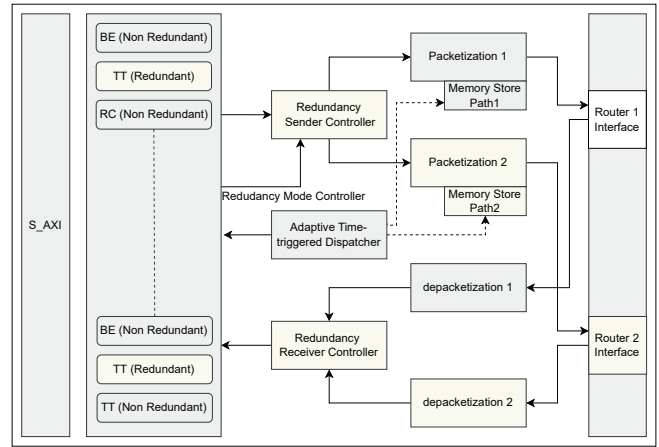 S_AXI
BE (Non Redundant)
TT (Redundant)
RC (Non Redundant)
BE (Non Redundant)
TT (Redundant)
TT (Non Redundant)
Redundancy
Sender Controller
Redundancy Mode Controller
Adaptive Time-
triggered Dispatcher
Redundancy
Receiver Controller
Packetization 1
Memory Store
Path1
Packetization 2
Memory Store
Path2
depacketization 1
depacketization 2
Router 1
Interface
Router 2
Interface